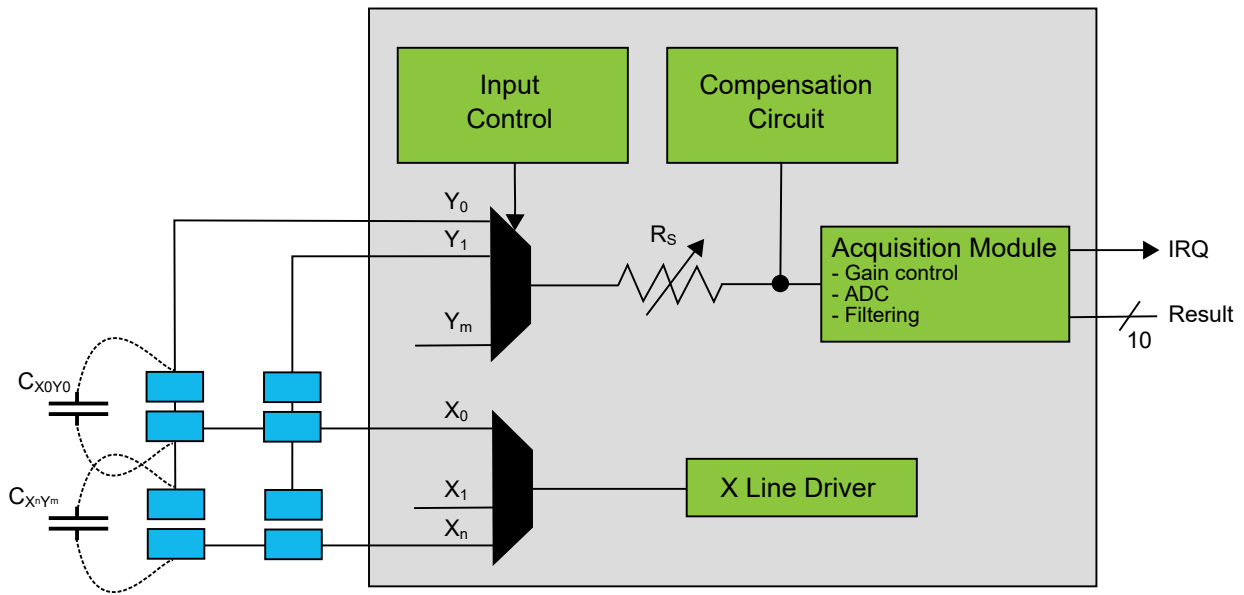 Input
Control
Compensation
Circuit
Y0
Y1
RS
Acquisition Module
- Gain control
- ADC
- Filtering
IRQ
Result
10
Ym
CX0Y0
X0
CXnYm
X1
Xn
X Line Driver